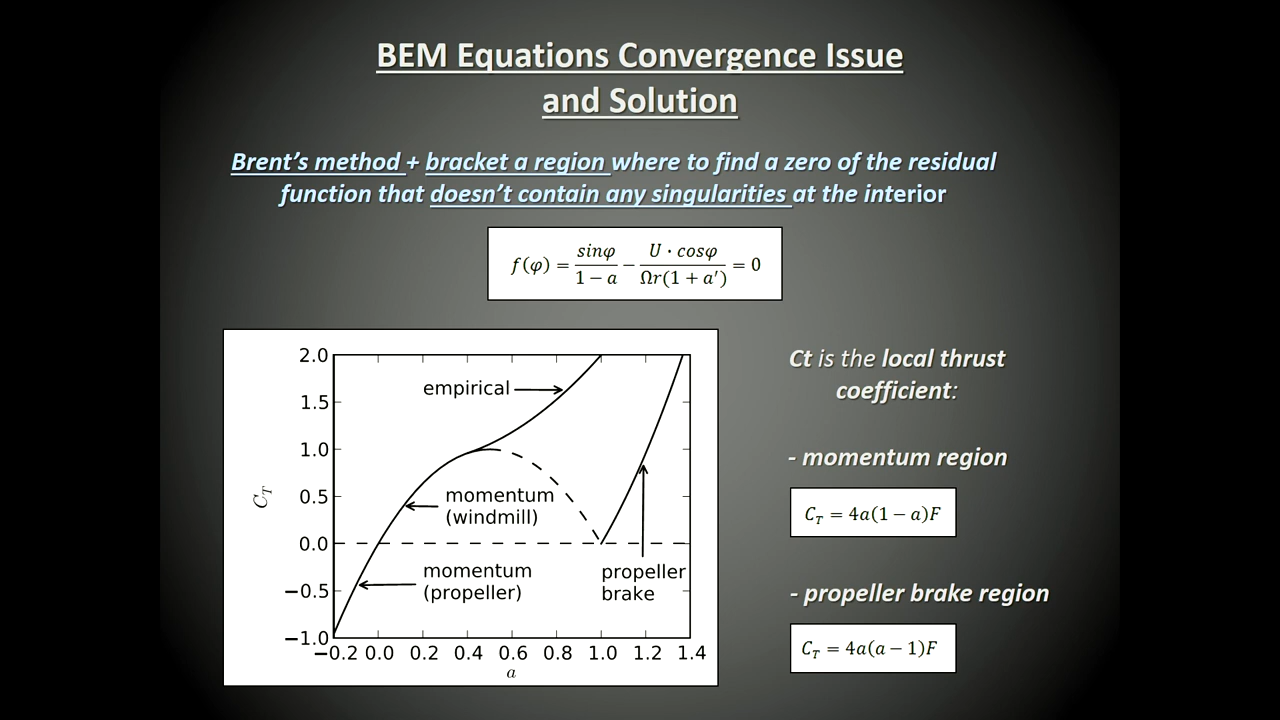 BEM Equations Convergence Issue
and Solution
Brent's method + bracket a region where to find a zero of the residual
function that doesn't contain any singularities at the interior
f(φ) = sinφ / (1 − a) − U · cosφ / (Ωr(1 + a′)) = 0
2.0
1.5
1.0
0.5
0.0
−0.5
−1.0
C_T
empirical
momentum
(windmill)
momentum
(propeller)
propeller
brake
−0.2 0.0 0.2 0.4 0.6 0.8 1.0 1.2 1.4
a
Ct is the local thrust
coefficient:
- momentum region
C_T = 4a(1 − a)F
- propeller brake region
C_T = 4a(a − 1)F